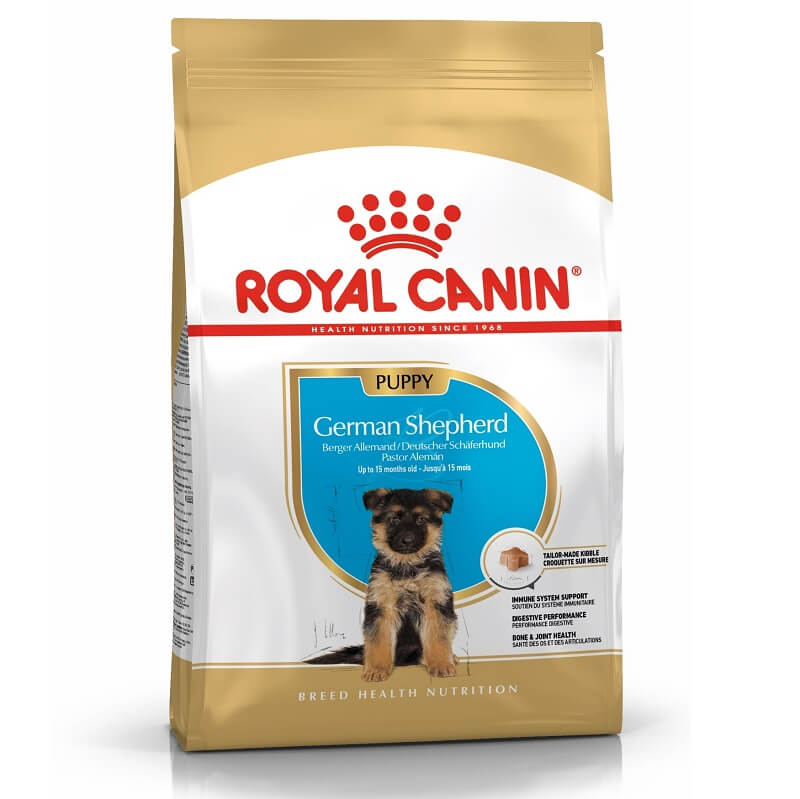 ROYAL CANIN®
HEALTH NUTRITION SINCE 1968
PUPPY
German Shepherd
Berger Allemand/Deutscher Schäferhund
Pastor Alemán
Up to 15 months old - Jusqu'à 15 mois
TAILOR-MADE KIBBLE
CROQUETTE SUR MESURE
IMMUNE SYSTEM SUPPORT
SOUTIEN DU SYSTÈME IMMUNITAIRE
DIGESTIVE PERFORMANCE
PERFORMANCE DIGESTIVE
BONE & JOINT HEALTH
SANTÉ DES OS ET DES ARTICULATIONS
BREED HEALTH NUTRITION